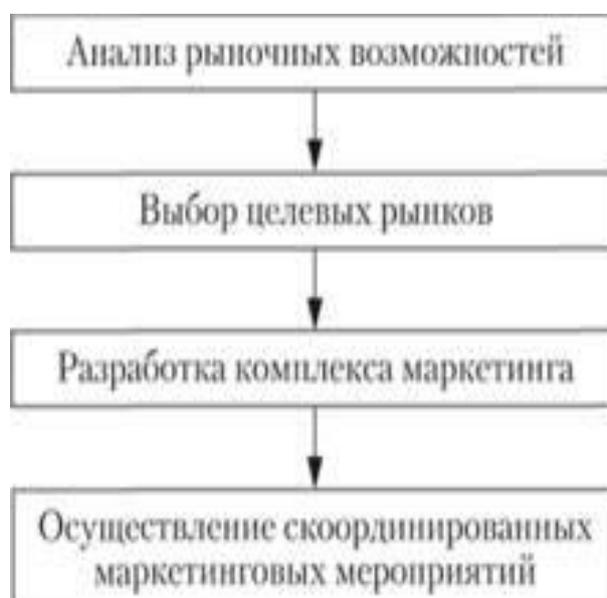 Анализ рыночных возможностей
Выбор целевых рынков
Разработка комплекса маркетинга
Осуществление скоординированных
маркетинговых мероприятий